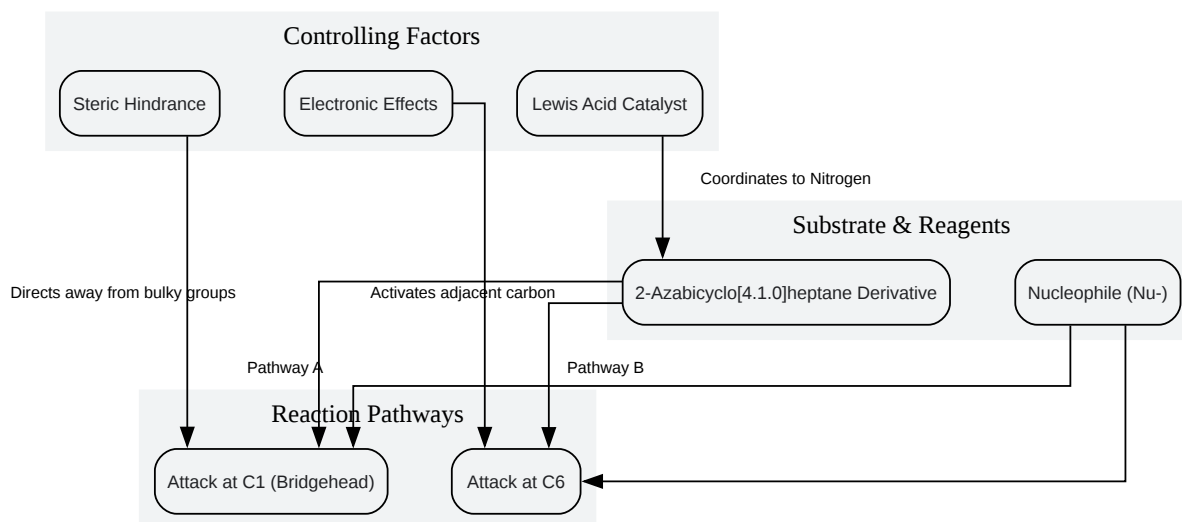 Controlling Factors
Steric Hindrance
Electronic Effects
Lewis Acid Catalyst
Coordinates to Nitrogen
Substrate & Reagents
Directs away from bulky groups
Activates adjacent carbon
2-Azabicyclo[4.1.0]heptane Derivative
Nucleophile (Nu-)
Pathway A
Pathway B
Reaction Pathways
Attack at C1 (Bridgehead)
Attack at C6